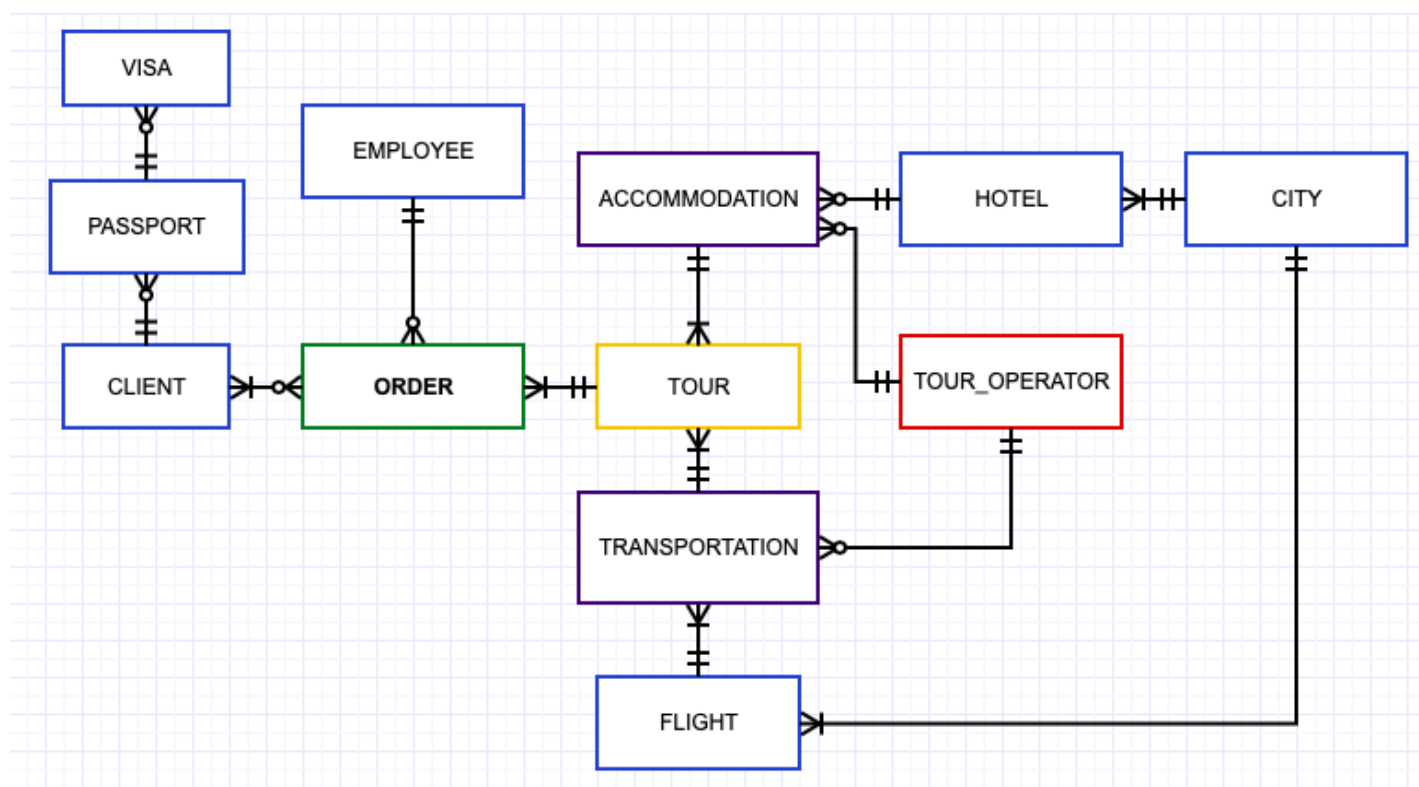 VISA
EMPLOYEE
PASSPORT
ACCOMMODATION
HOTEL
CITY
CLIENT
ORDER
TOUR
TOUR_OPERATOR
TRANSPORTATION
FLIGHT